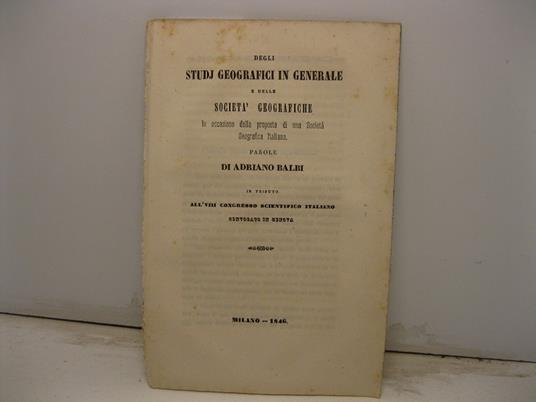 DEGLI
STUDJ GEOGRAFICI IN GENERALE
E DELLE
SOCIETA' GEOGRAFICHE
In occasione della proposta di una Società
Geografica Italiana.
PAROLE
DI ADRIANO BALBI
IN TRIBUTO
ALL'VIII CONGRESSO SCIENTIFICO ITALIANO
CONVOCATO IN GENOVA
MILANO — 1846.